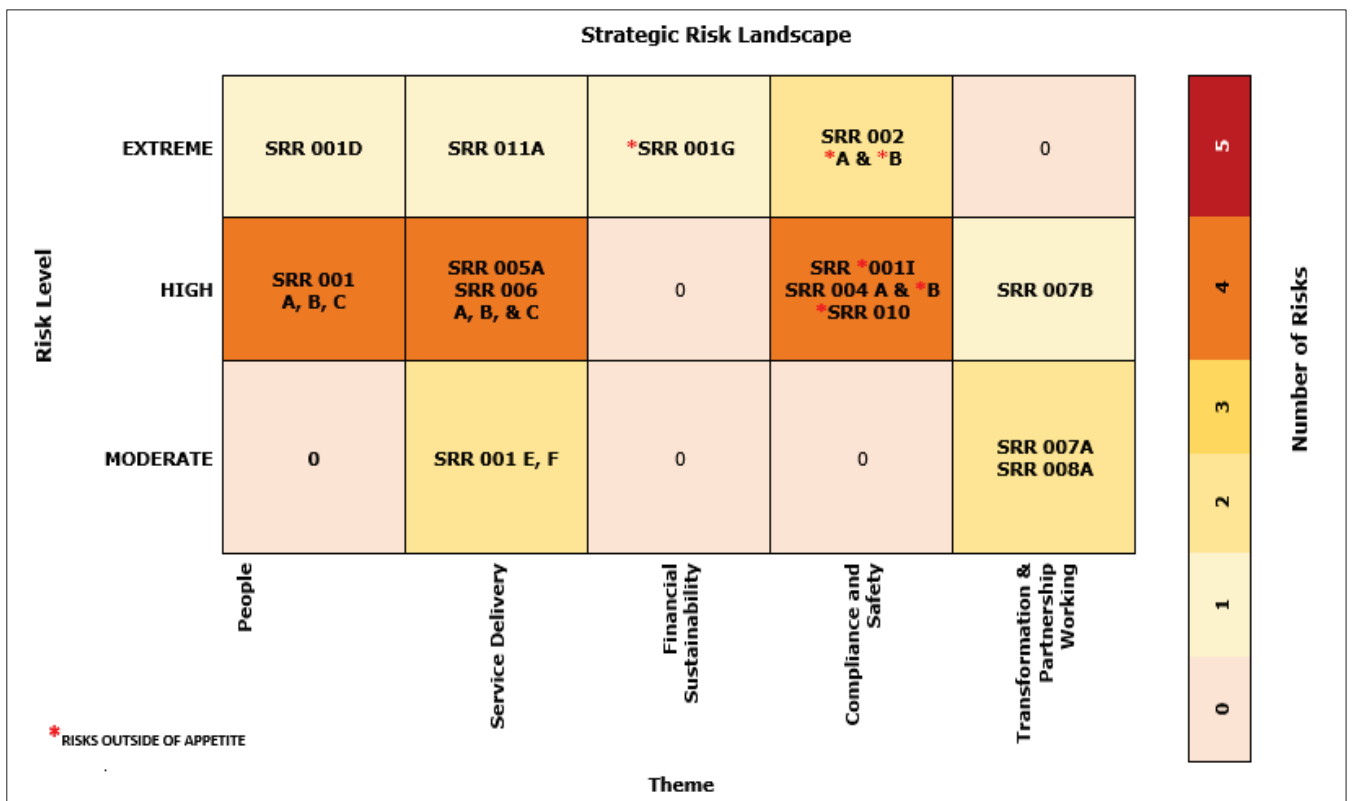 Strategic Risk Landscape
Risk Level
EXTREME
SRR 001D
SRR 011A
*SRR 001G
SRR 002
*A & *B
0
HIGH
SRR 001
A, B, C
SRR 005A
SRR 006
A, B, & C
0
SRR *001I
SRR 004 A & *B
*SRR 010
SRR 007B
MODERATE
0
SRR 001 E, F
0
0
SRR 007A
SRR 008A
People
Service Delivery
Financial
Sustainability
Compliance and
Safety
Transformation &
Partnership
Working
Theme
5
4
3
2
1
0
Number of Risks
*RISKS OUTSIDE OF APPETITE
.